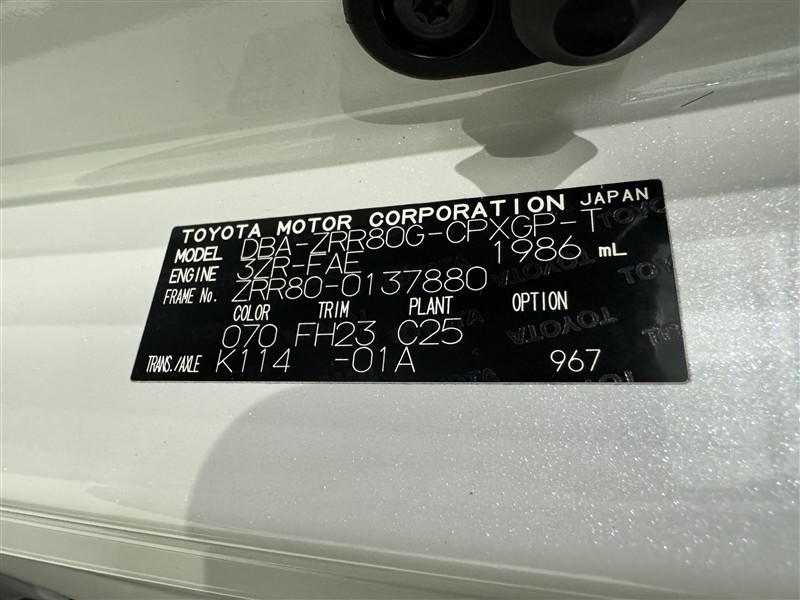 TOYOTA MOTOR CORPORATION JAPAN
MODEL DBA-ZRR80G-CPXGP-T
ENGINE 3ZR-FAE 1986 mL
FRAME No. ZRR80-0137880
COLOR TRIM PLANT OPTION
070 FH23 C25
TRANS./AXLE K114 -01A 967